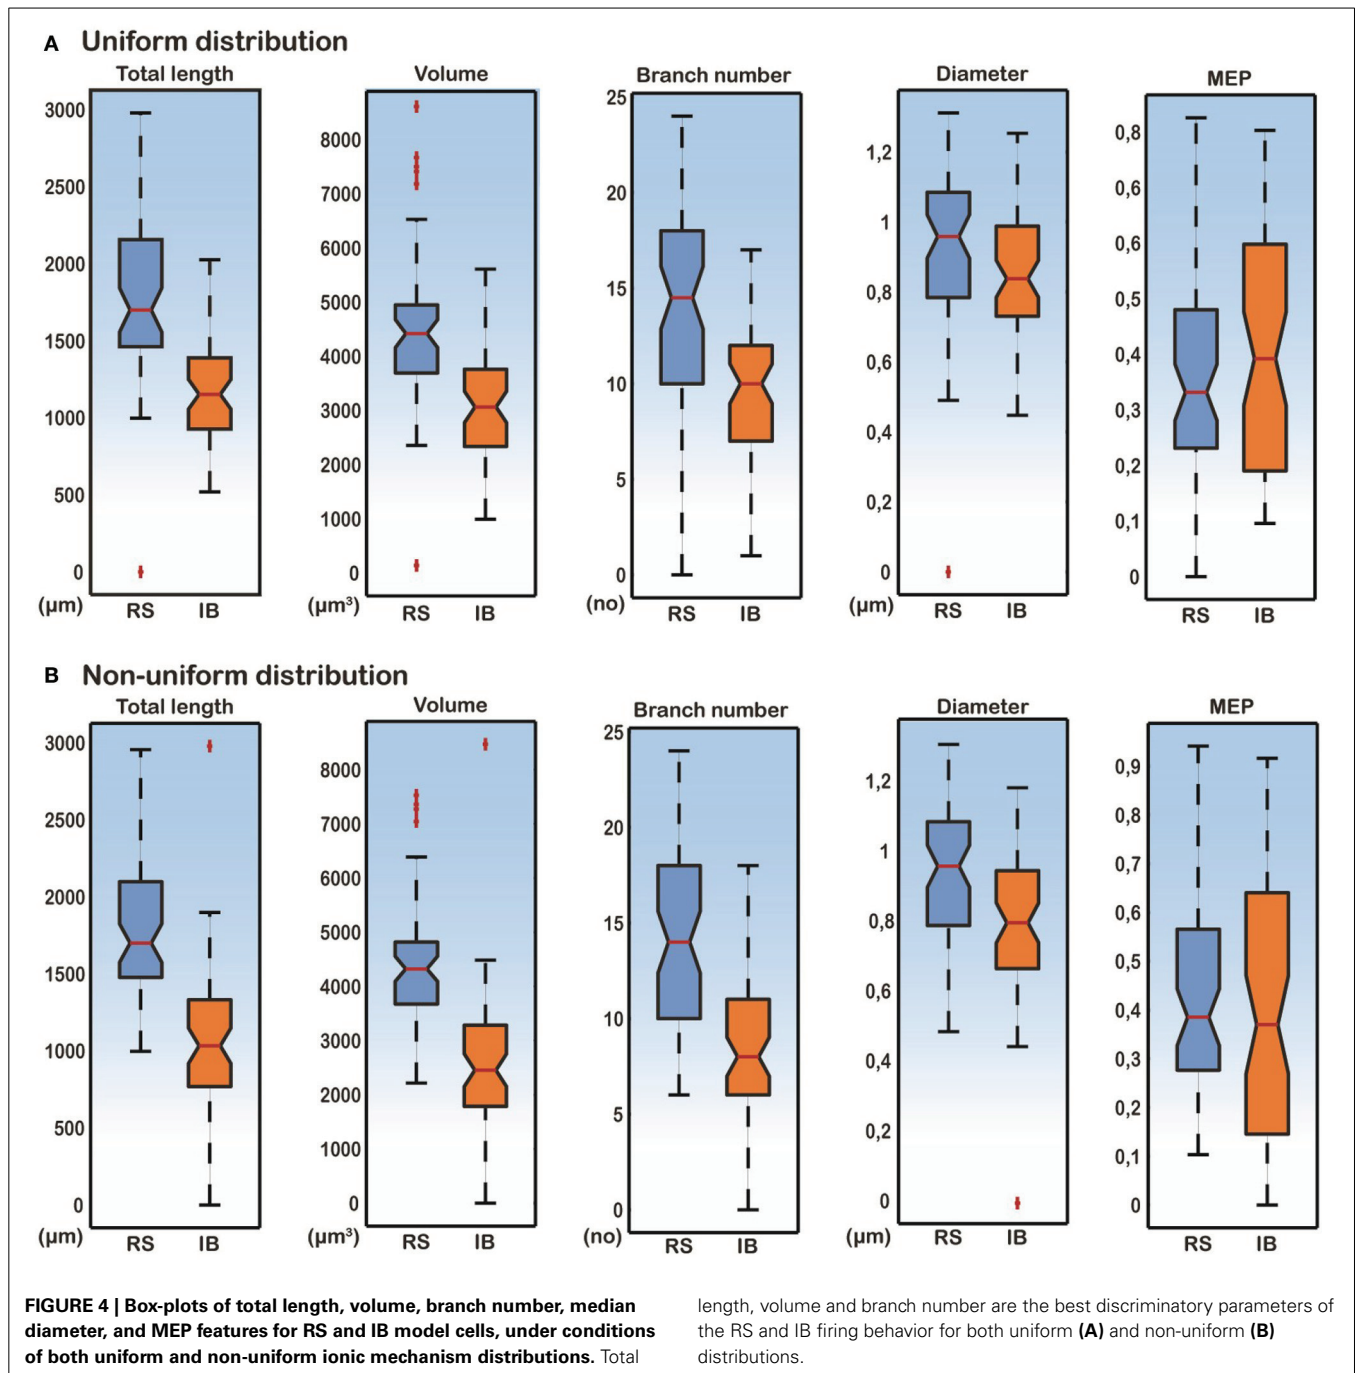 A Uniform distribution
Total length
3000
2500
2000
1500
1000
500
0
(µm)
RS IB
Volume
8000
7000
6000
5000
4000
3000
2000
1000
0
(µm³)
RS IB
Branch number
25
20
15
10
5
0
(no)
RS IB
Diameter
1,2
1
0,8
0,6
0,4
0,2
0
(µm)
RS IB
MEP
0,8
0,6
0,6
0,5
0,4
0,3
0,2
0,1
0
RS IB
B Non-uniform distribution
Total length
3000
2500
2000
1500
1000
500
0
(µm)
RS IB
Volume
8000
7000
6000
5000
4000
3000
2000
1000
0
(µm³)
RS IB
Branch number
25
20
15
10
5
0
(no)
RS IB
Diameter
1,2
1
0,8
0,6
0,4
0,2
0
(µm)
RS IB
MEP
0,9
0,8
0,7
0,6
0,5
0,4
0,3
0,2
0,1
0
RS IB
FIGURE 4 | Box-plots of total length, volume, branch number, median
diameter, and MEP features for RS and IB model cells, under conditions
of both uniform and non-uniform ionic mechanism distributions. Total
length, volume and branch number are the best discriminatory parameters of
the RS and IB firing behavior for both uniform (A) and non-uniform (B)
distributions.